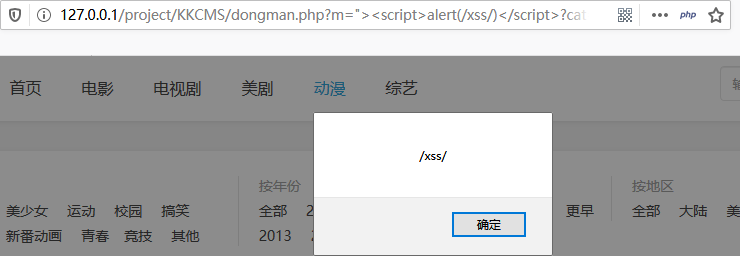 127.0.0.1/project/KKCMS/dongman.php?m="><script>alert(/xss/)</script>?cat
php
首页 电影 电视剧 美剧 动漫 综艺
/xss/
确定
按年份 按地区
美少女 运动 校园 搞笑 全部 2 更早 全部 大陆 美
新番动画 青春 竞技 其他 2013